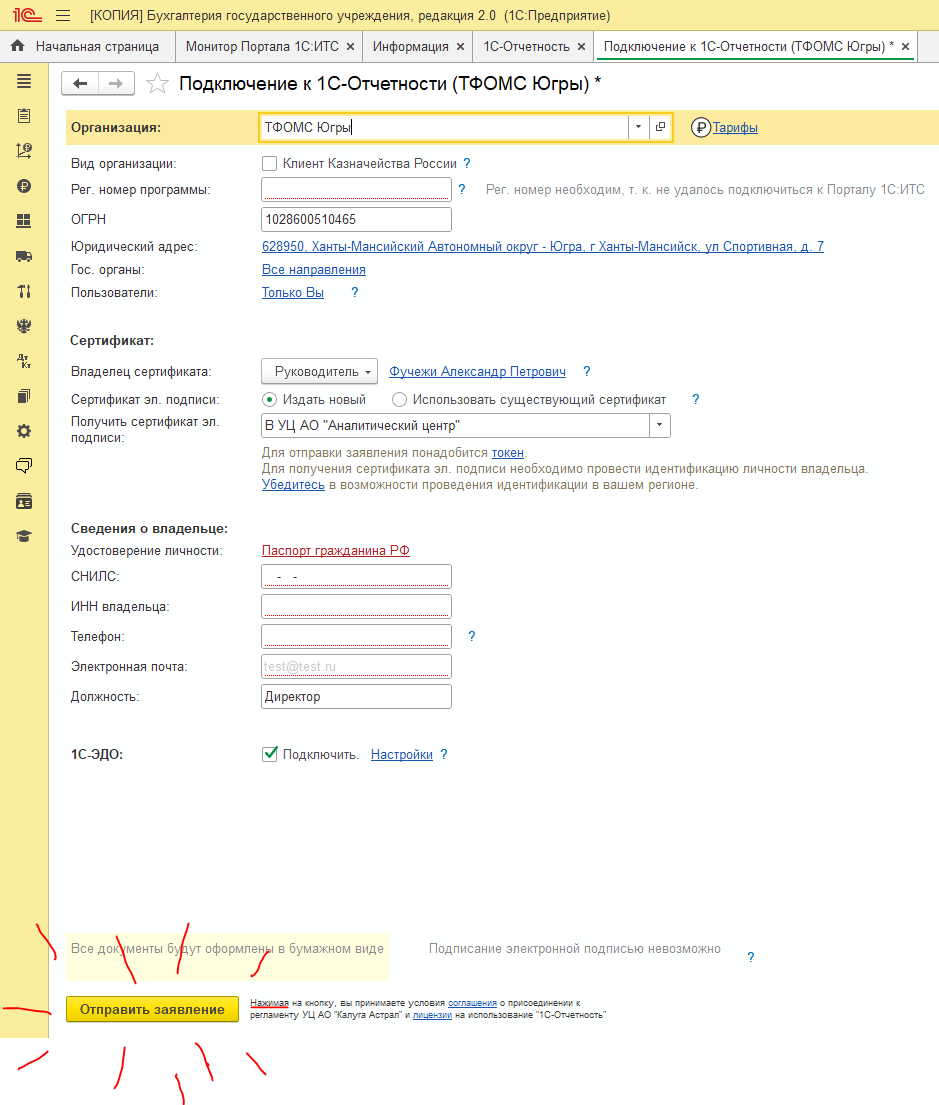 1С [КОПИЯ] Бухгалтерия государственного учреждения, редакция 2.0 (1С:Предприятие)
Начальная страница Монитор Портала 1С:ИТС × Информация × 1С-Отчетность × Подключение к 1С-Отчетности (ТФОМС Югры) * ×
Подключение к 1С-Отчетности (ТФОМС Югры) *
Организация: ТФОМС Югры Тарифы
Вид организации: Клиент Казначейства России ?
Рег. номер программы: ? Рег. номер необходим, т. к. не удалось подключиться к Порталу 1С:ИТС
ОГРН 1028600510465
Юридический адрес: 628950, Ханты-Мансийский Автономный округ - Югра, г Ханты-Мансийск, ул Спортивная, д. 7
Гос. органы: Все направления
Пользователи: Только Вы ?
Сертификат:
Владелец сертификата: Руководитель Фучежи Александр Петрович ?
Сертификат эл. подписи: Издать новый Использовать существующий сертификат ?
Получить сертификат эл. подписи: В УЦ АО "Аналитический центр"
Для отправки заявления понадобится токен.
Для получения сертификата эл. подписи необходимо провести идентификацию личности владельца.
Убедитесь в возможности проведения идентификации в вашем регионе.
Сведения о владельце:
Удостоверение личности: Паспорт гражданина РФ
СНИЛС: - -
ИНН владельца:
Телефон: ?
Электронная почта: test@test.ru
Должность: Директор
1С-ЭДО: Подключить. Настройки ?
Все документы будут оформлены в бумажном виде Подписание электронной подписью невозможно ?
Отправить заявление Нажимая на кнопку, вы принимаете условия соглашения о присоединении к
регламенту УЦ АО "Калуга Астрал" и лицензии на использование "1С-Отчетность"